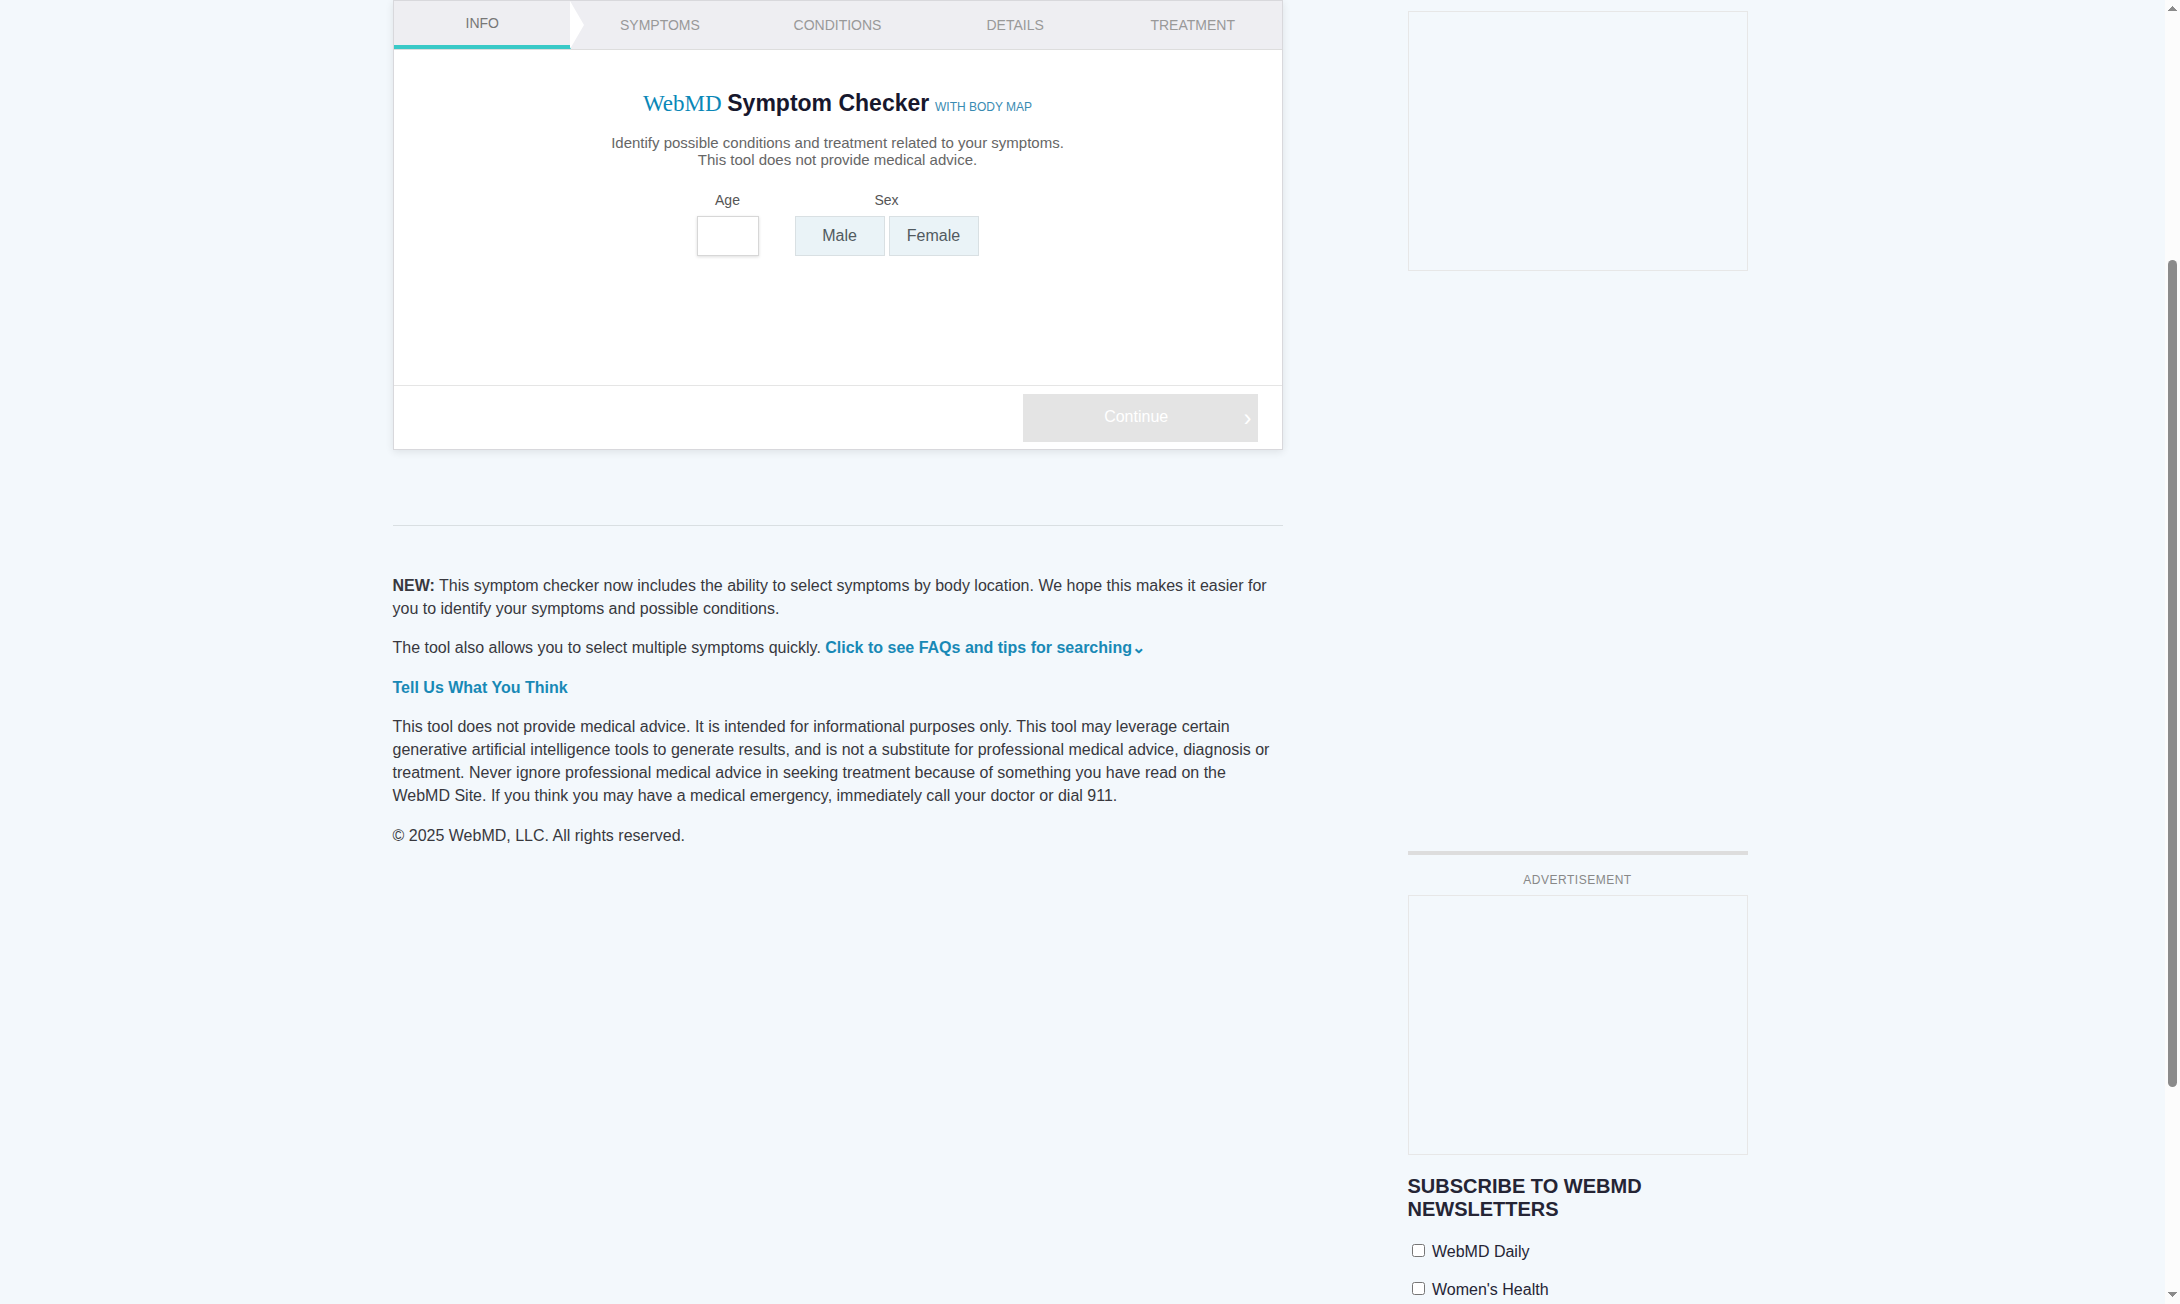 INFO
SYMPTOMS
CONDITIONS
DETAILS
TREATMENT
WebMD Symptom Checker WITH BODY MAP
Identify possible conditions and treatment related to your symptoms.
This tool does not provide medical advice.
Age
Sex
Male
Female
Continue
NEW: This symptom checker now includes the ability to select symptoms by body location. We hope this makes it easier for
you to identify your symptoms and possible conditions.
The tool also allows you to select multiple symptoms quickly. Click to see FAQs and tips for searching
Tell Us What You Think
This tool does not provide medical advice. It is intended for informational purposes only. This tool may leverage certain
generative artificial intelligence tools to generate results, and is not a substitute for professional medical advice, diagnosis or
treatment. Never ignore professional medical advice in seeking treatment because of something you have read on the
WebMD Site. If you think you may have a medical emergency, immediately call your doctor or dial 911.
© 2025 WebMD, LLC. All rights reserved.
ADVERTISEMENT
SUBSCRIBE TO WEBMD
NEWSLETTERS
WebMD Daily
Women's Health